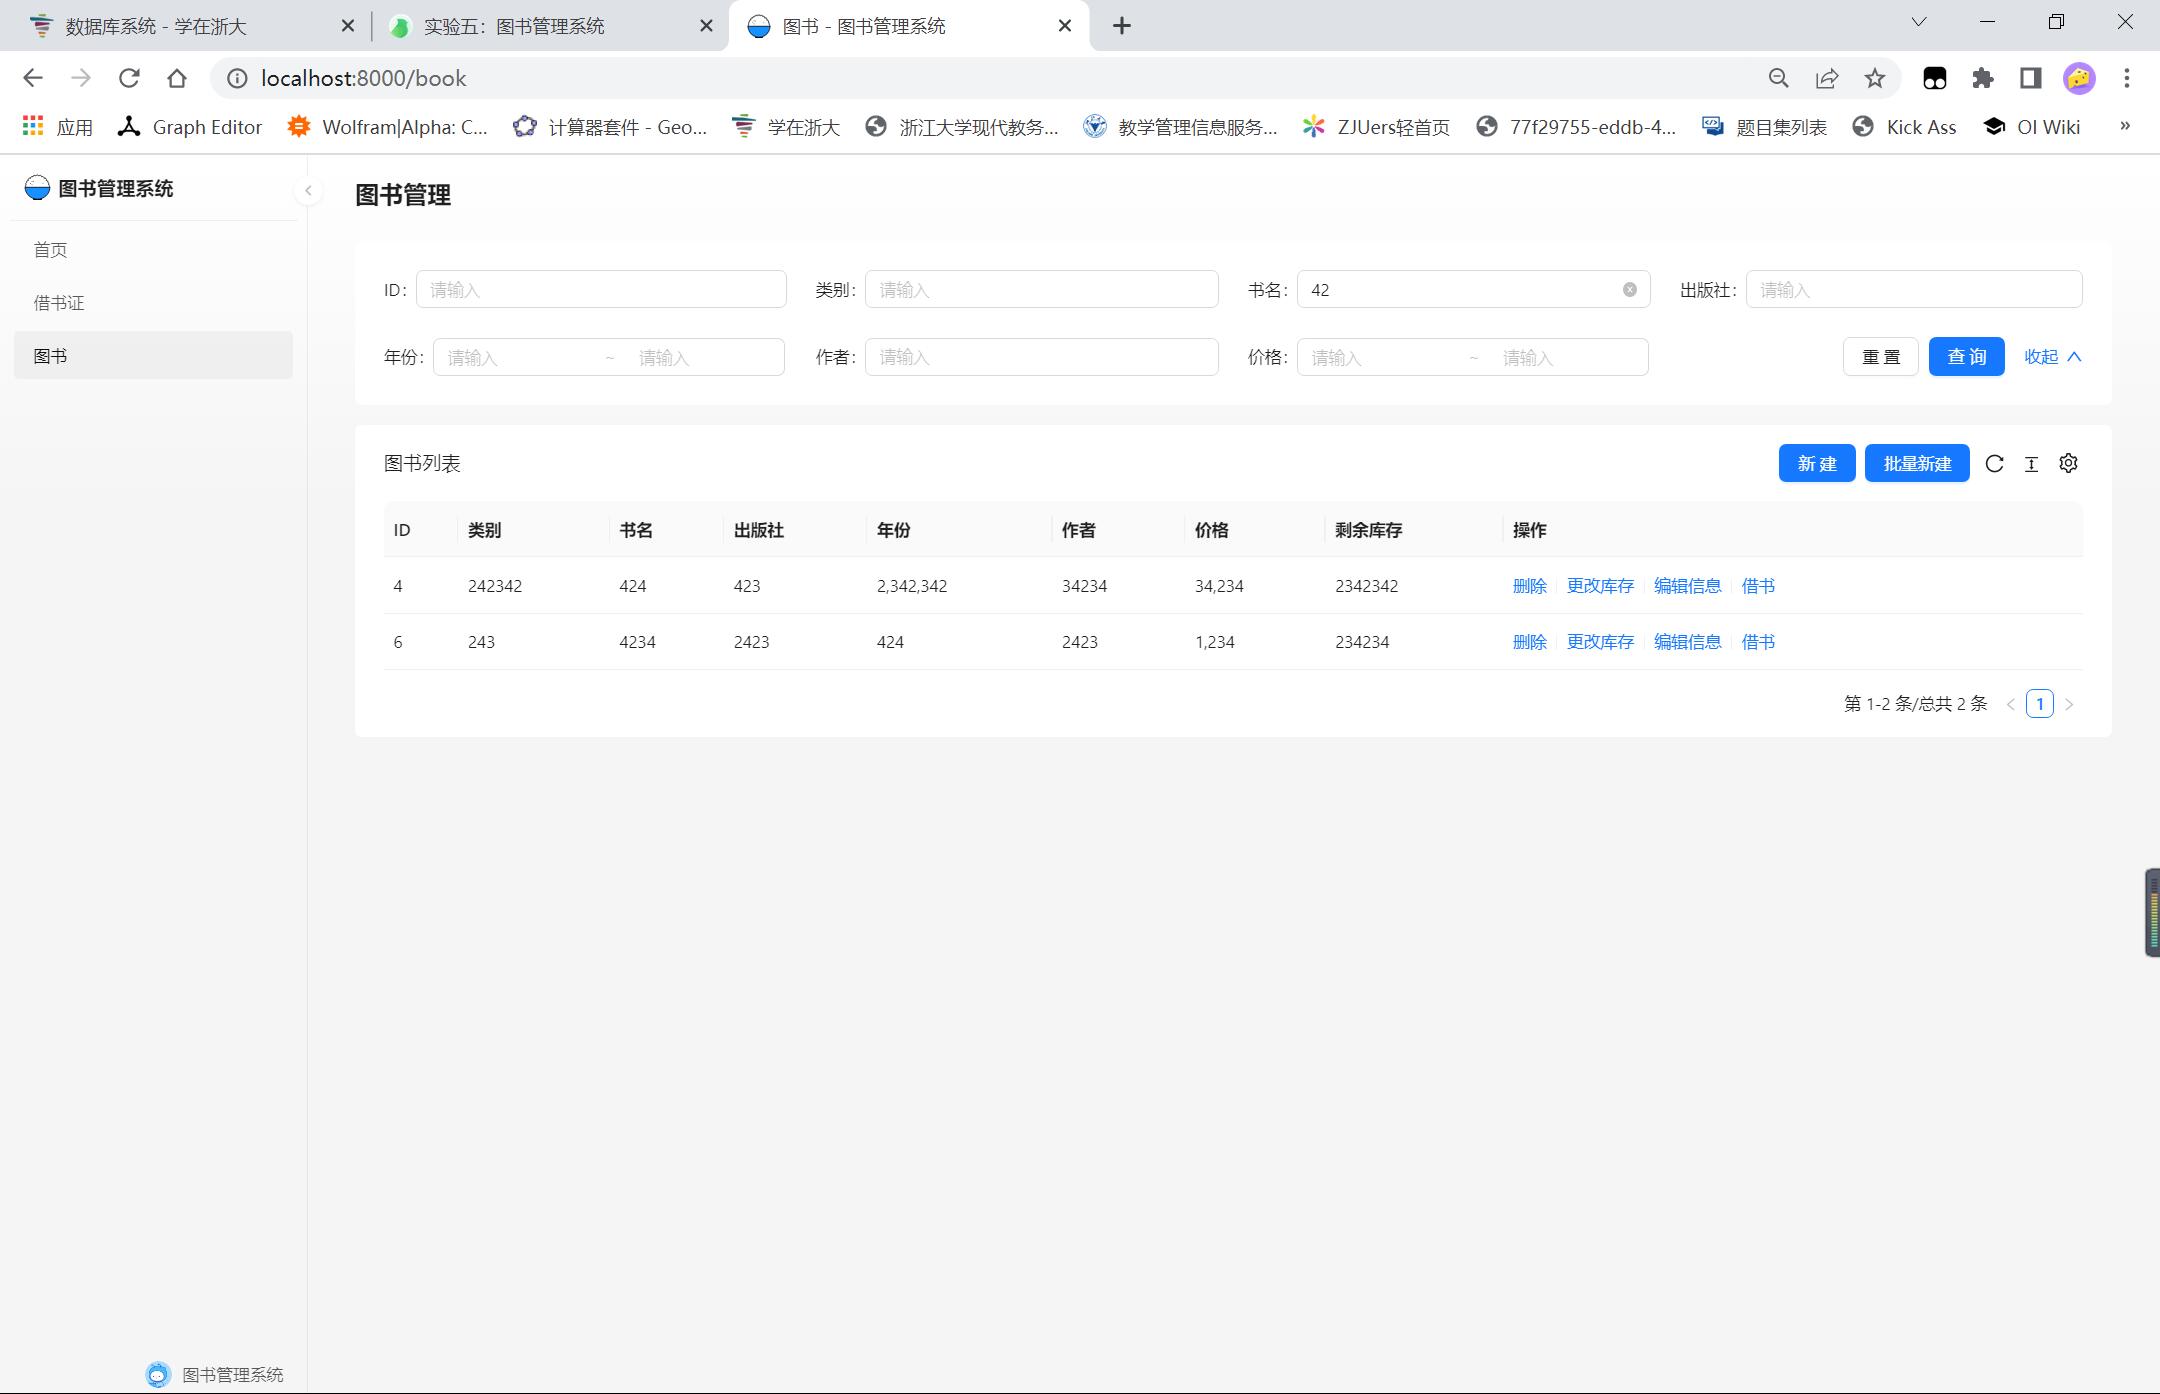 数据库系统 - 学在浙大
实验五：图书管理系统
图书 - 图书管理系统
localhost:8000/book
应用
Graph Editor
Wolfram|Alpha: C...
计算器套件 - Geo...
学在浙大
浙江大学现代教务...
教学管理信息服务...
ZJUers轻首页
77f29755-eddb-4...
题目集列表
Kick Ass
OI Wiki
»
图书管理系统
首页
借书证
图书
图书管理
ID： 请输入 类别： 请输入 书名： 42 出版社： 请输入
年份： 请输入 ~ 请输入 作者： 请输入 价格： 请输入 ~ 请输入 重 置 查 询 收起
图书列表 新 建 批量新建
ID 类别 书名 出版社 年份 作者 价格 剩余库存 操作
4 242342 424 423 2,342,342 34234 34,234 2342342 删除 更改库存 编辑信息 借书
6 243 4234 2423 424 2423 1,234 234234 删除 更改库存 编辑信息 借书
第 1-2 条/总共 2 条 < 1 >
图书管理系统